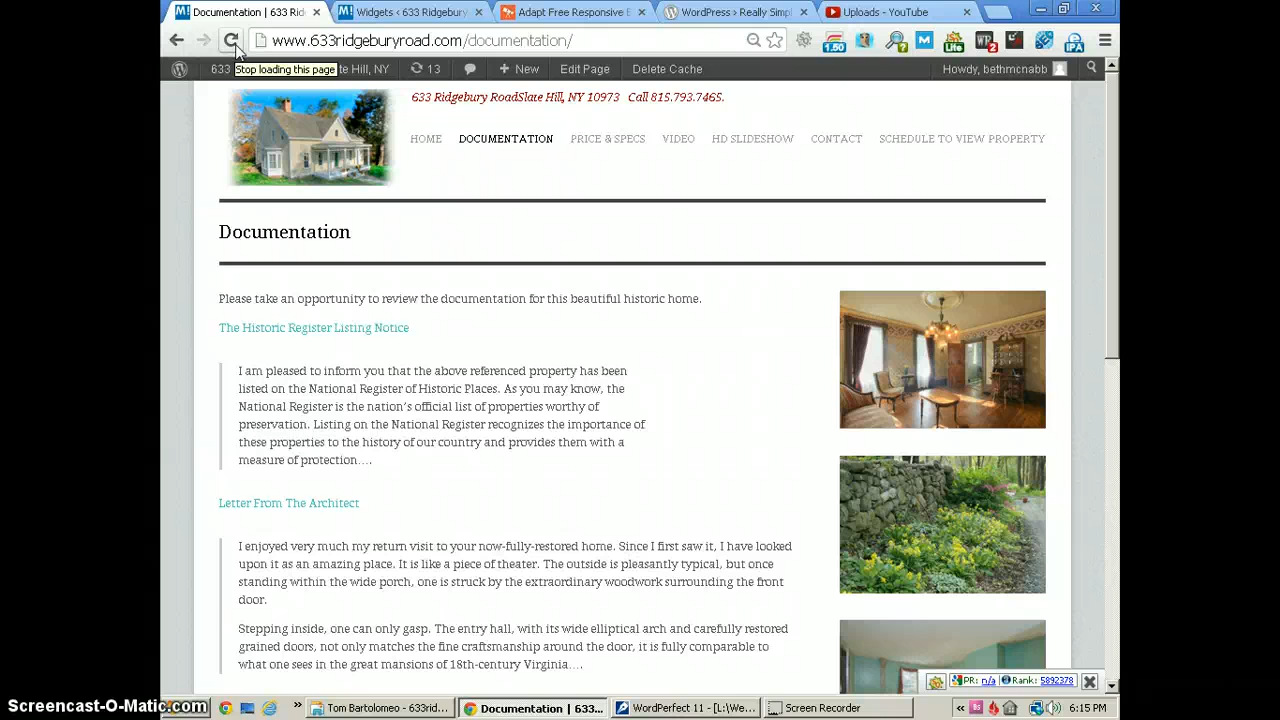 Documentation | 633 Rid
Widgets ‹ 633 Ridgebury
Adapt Free Responsive
WordPress › Really Simpl
Uploads - YouTube
www.633ridgeburyroad.com/documentation/
1.50
Lite
2
IPA
633
te Hill, NY
13
New
Edit Page
Delete Cache
Howdy, bethmcnabb
Stop loading this page
633 Ridgebury RoadSlate Hill, NY 10973 Call 815.793.7465.
HOME DOCUMENTATION PRICE & SPECS VIDEO HD SLIDESHOW CONTACT SCHEDULE TO VIEW PROPERTY
Documentation
Please take an opportunity to review the documentation for this beautiful historic home.
The Historic Register Listing Notice
I am pleased to inform you that the above referenced property has been
listed on the National Register of Historic Places. As you may know, the
National Register is the nation's official list of properties worthy of
preservation. Listing on the National Register recognizes the importance of
these properties to the history of our country and provides them with a
measure of protection….
Letter From The Architect
I enjoyed very much my return visit to your now-fully-restored home. Since I first saw it, I have looked
upon it as an amazing place. It is like a piece of theater. The outside is pleasantly typical, but once
standing within the wide porch, one is struck by the extraordinary woodwork surrounding the front
door.
Stepping inside, one can only gasp. The entry hall, with its wide elliptical arch and carefully restored
grained doors, not only matches the fine craftsmanship around the door, it is fully comparable to
what one sees in the great mansions of 18th-century Virginia….
PR: n/a Rank: 5892378
Screencast-O-Matic.com
Tom Bartolomeo - 633rid...
Documentation | 633...
WordPerfect 11 - [L:\We...
Screen Recorder
6:15 PM